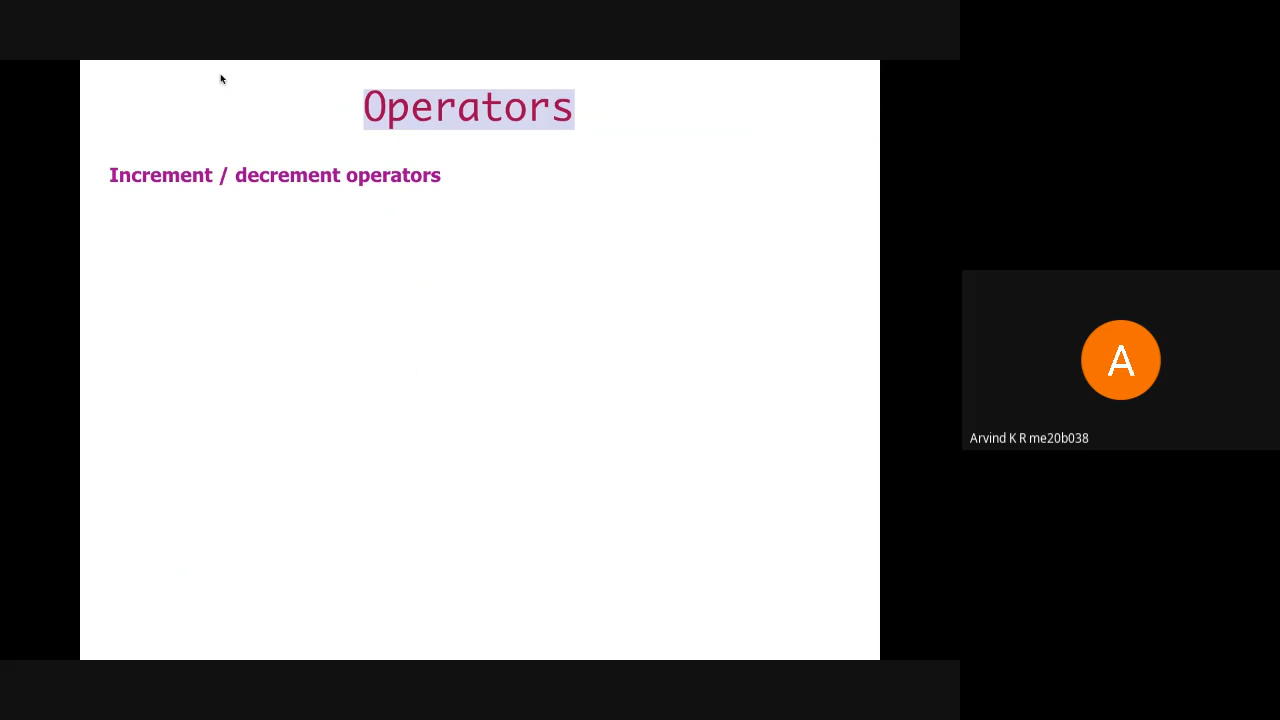 Operators
Increment / decrement operators
A
Arvind K R me20b038